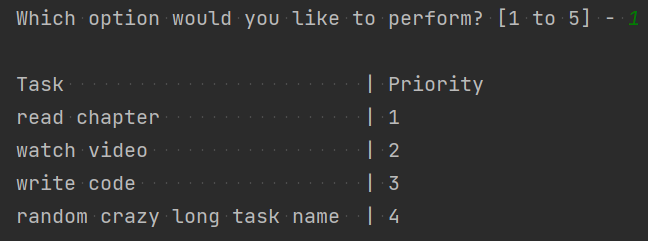 Which option would you like to perform? [1 to 5] - 1
Task                         | Priority
read chapter                 | 1
watch video                  | 2
write code                   | 3
random crazy long task name  | 4